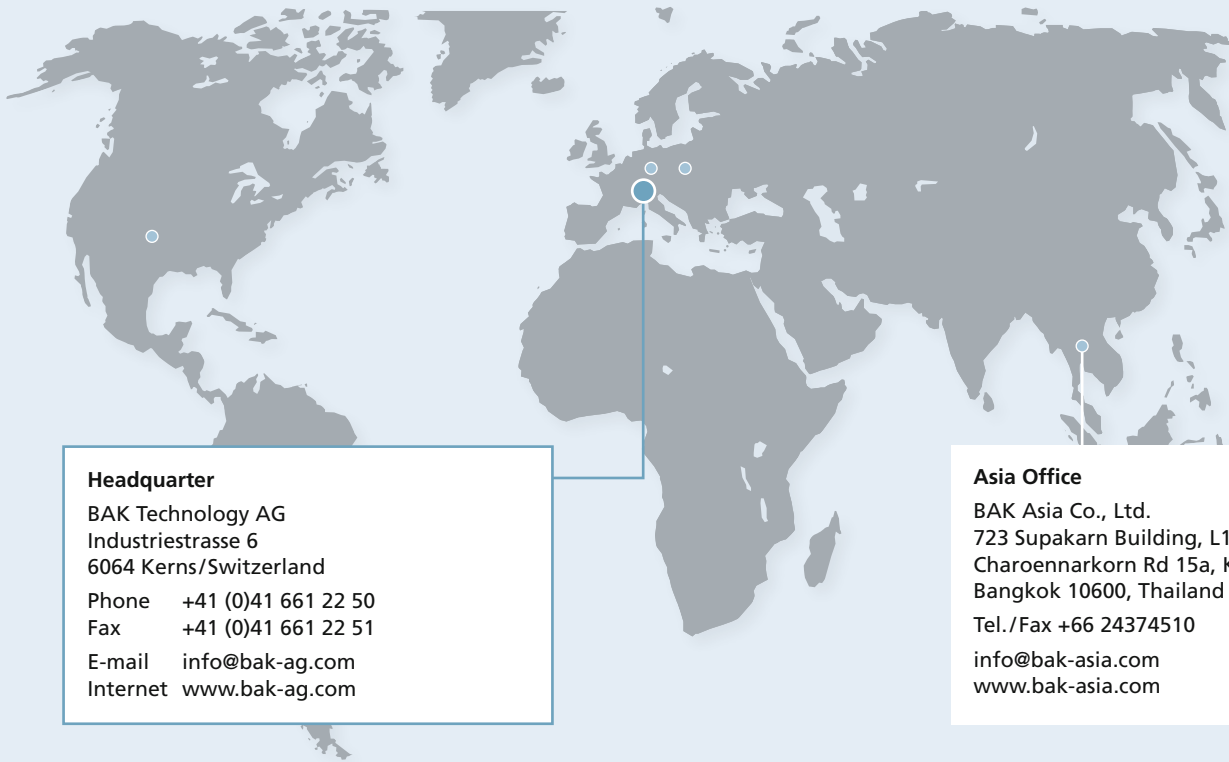 Headquarter
BAK Technology AG
Industriestrasse 6
6064 Kerns/Switzerland
Phone +41 (0)41 661 22 50
Fax +41 (0)41 661 22 51
E-mail info@bak-ag.com
Internet www.bak-ag.com
Asia Office
BAK Asia Co., Ltd.
723 Supakarn Building, L1
Charoennarkorn Rd 15a, K
Bangkok 10600, Thailand
Tel./Fax +66 24374510
info@bak-asia.com
www.bak-asia.com